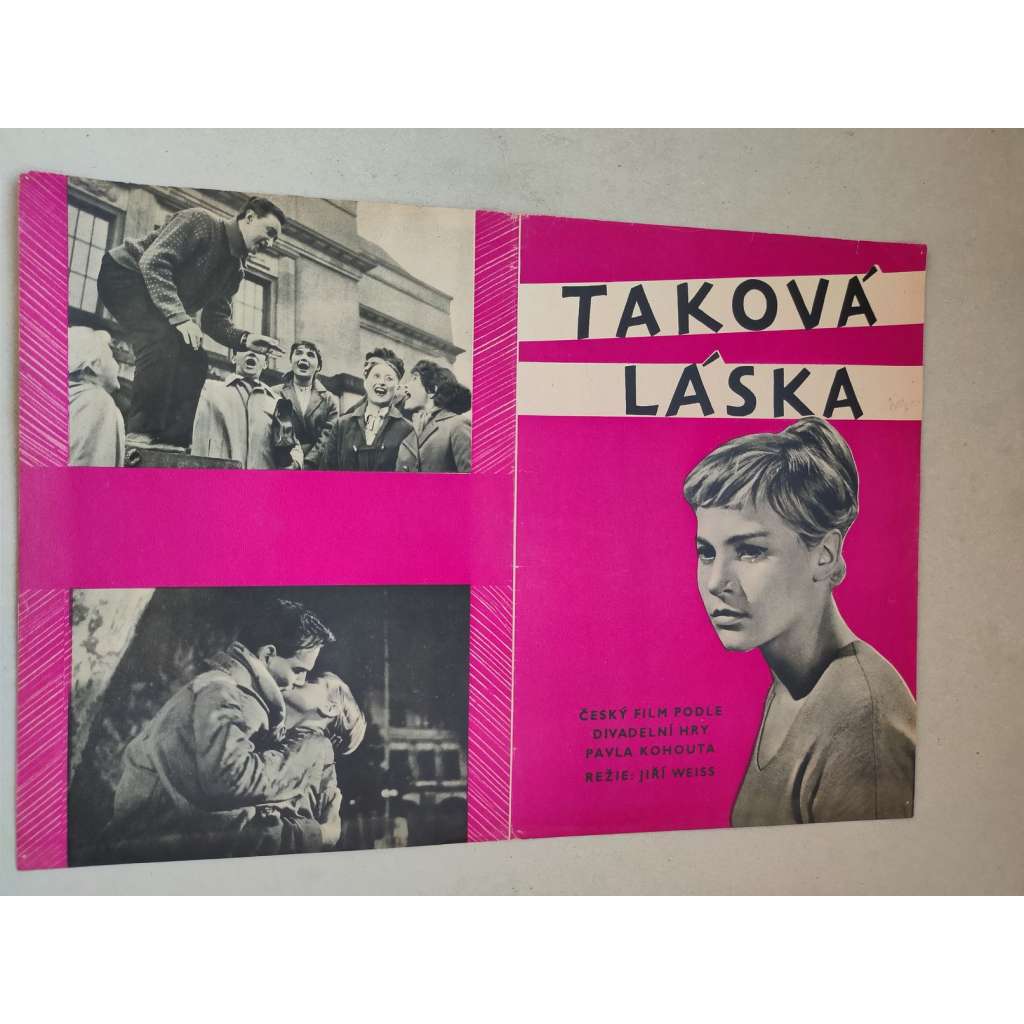 TAKOVÁ
LÁSKA
ČESKÝ FILM PODLE
DIVADELNÍ HRY
PAVLA KOHOUTA
REŽIE: JIŘÍ WEISS